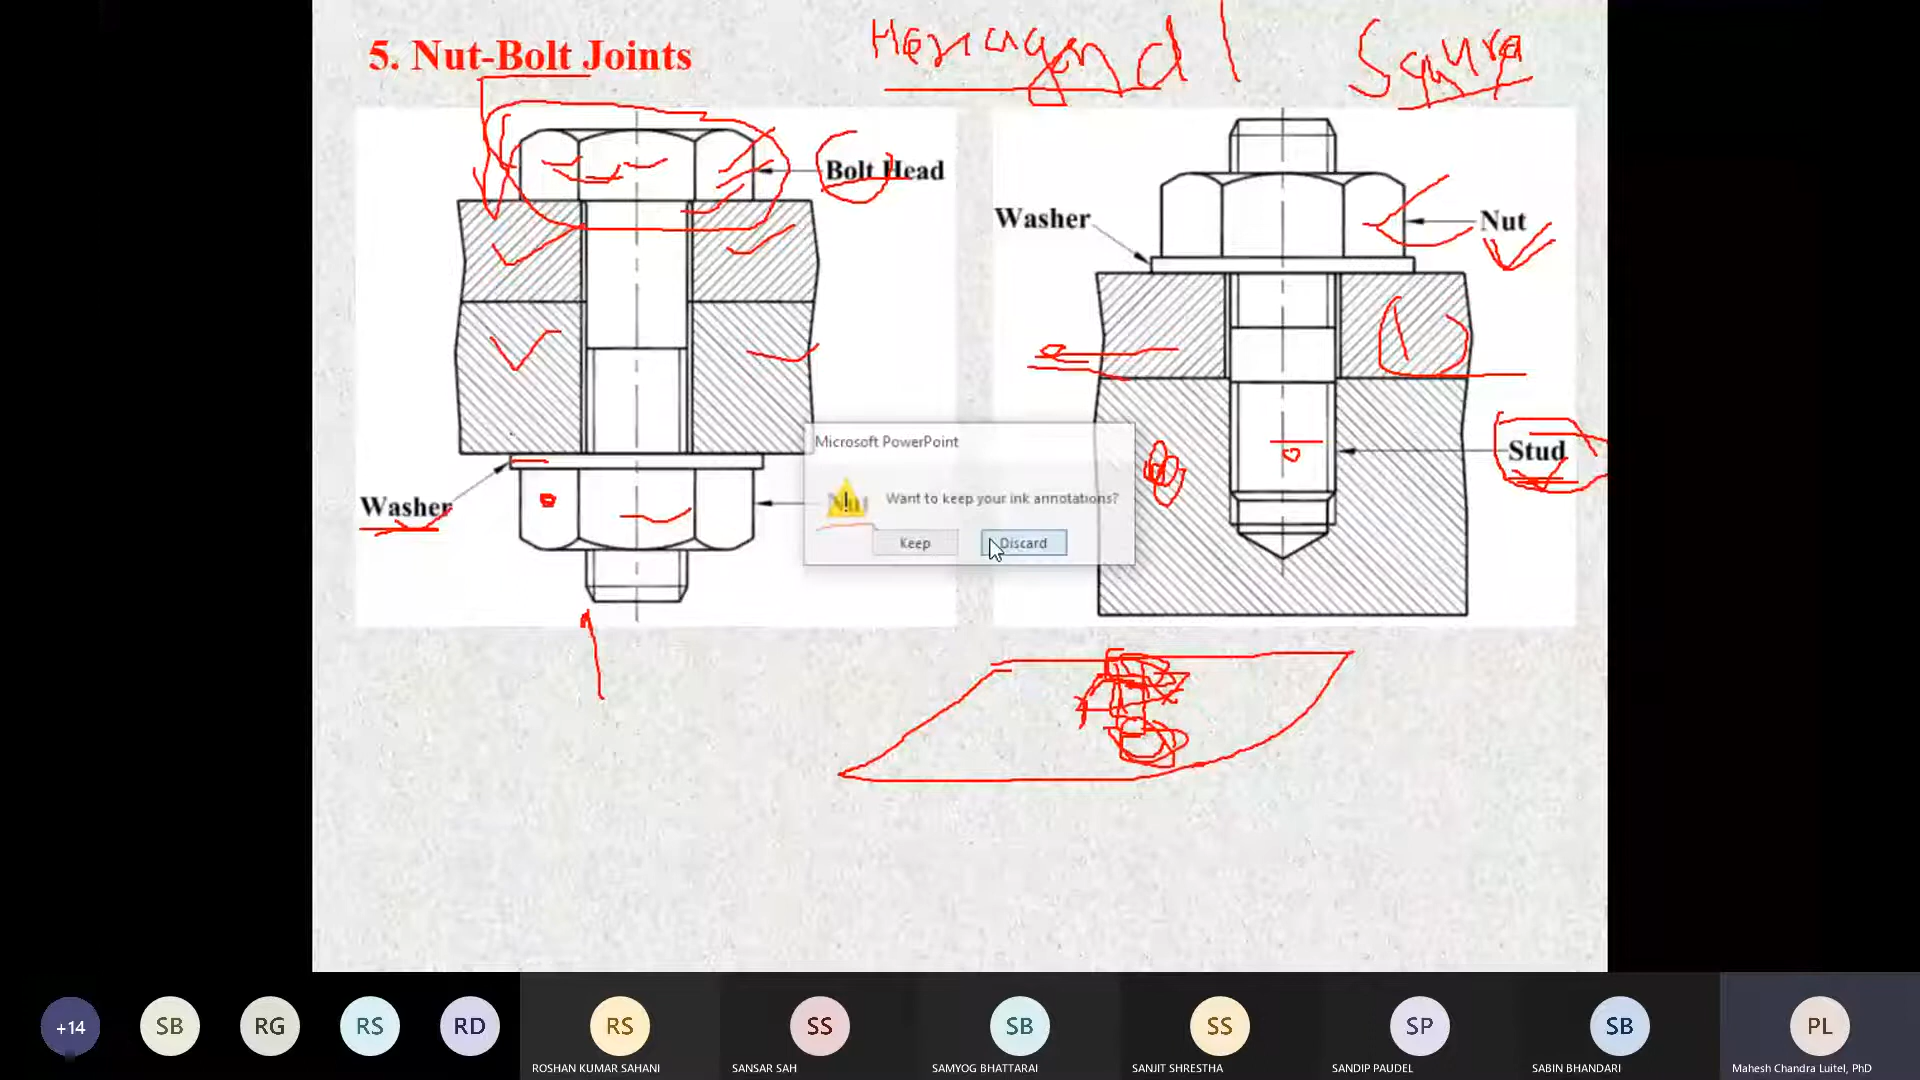 5. Nut-Bolt Joints
Hexagonal
Square
Bolt Head
Washer
Nut
Microsoft PowerPoint
Want to keep your ink annotations?
Stud
Washer
Keep
Discard
+14
SB
RG
RS
RD
RS
SS
SB
SS
SP
SB
PL
ROSHAN KUMAR SAHANI
SANSAR SAH
SAMYOG BHATTARAI
SANJIT SHRESTHA
SANDIP PAUDEL
SABIN BHANDARI
Mahesh Chandra Luitel, PhD